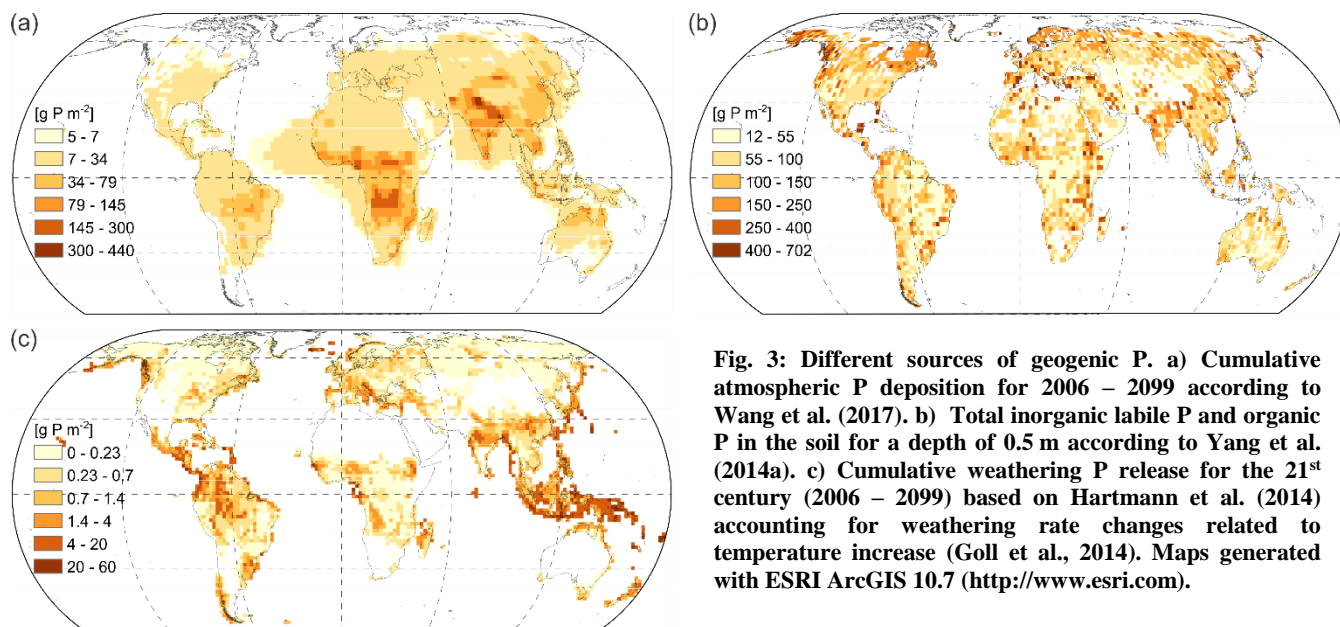 (a)
[g P m⁻²]
5 - 7
7 - 34
34 - 79
79 - 145
145 - 300
300 - 440
(b)
[g P m⁻²]
12 - 55
55 - 100
100 - 150
150 - 250
250 - 400
400 - 702
(c)
[g P m⁻²]
0 - 0.23
0.23 - 0.7
0.7 - 1.4
1.4 - 4
4 - 20
20 - 60
Fig. 3: Different sources of geogenic P. a) Cumulative
atmospheric P deposition for 2006 – 2099 according to
Wang et al. (2017). b) Total inorganic labile P and organic
P in the soil for a depth of 0.5 m according to Yang et al.
(2014a). c) Cumulative weathering P release for the 21st
century (2006 – 2099) based on Hartmann et al. (2014)
accounting for weathering rate changes related to
temperature increase (Goll et al., 2014). Maps generated
with ESRI ArcGIS 10.7 (http://www.esri.com).